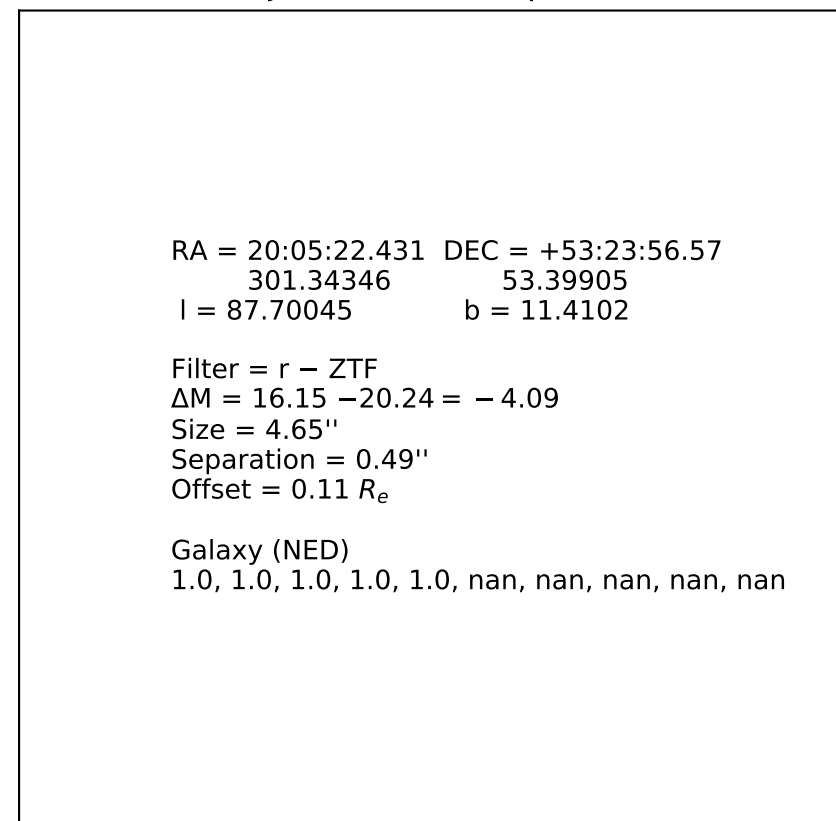 RA = 20:05:22.431 DEC = +53:23:56.57
301.34346 53.39905
l = 87.70045 b = 11.4102
Filter = r − ZTF
ΔM = 16.15 −20.24 = − 4.09
Size = 4.65''
Separation = 0.49''
Offset = 0.11 Re
Galaxy (NED)
1.0, 1.0, 1.0, 1.0, 1.0, nan, nan, nan, nan, nan